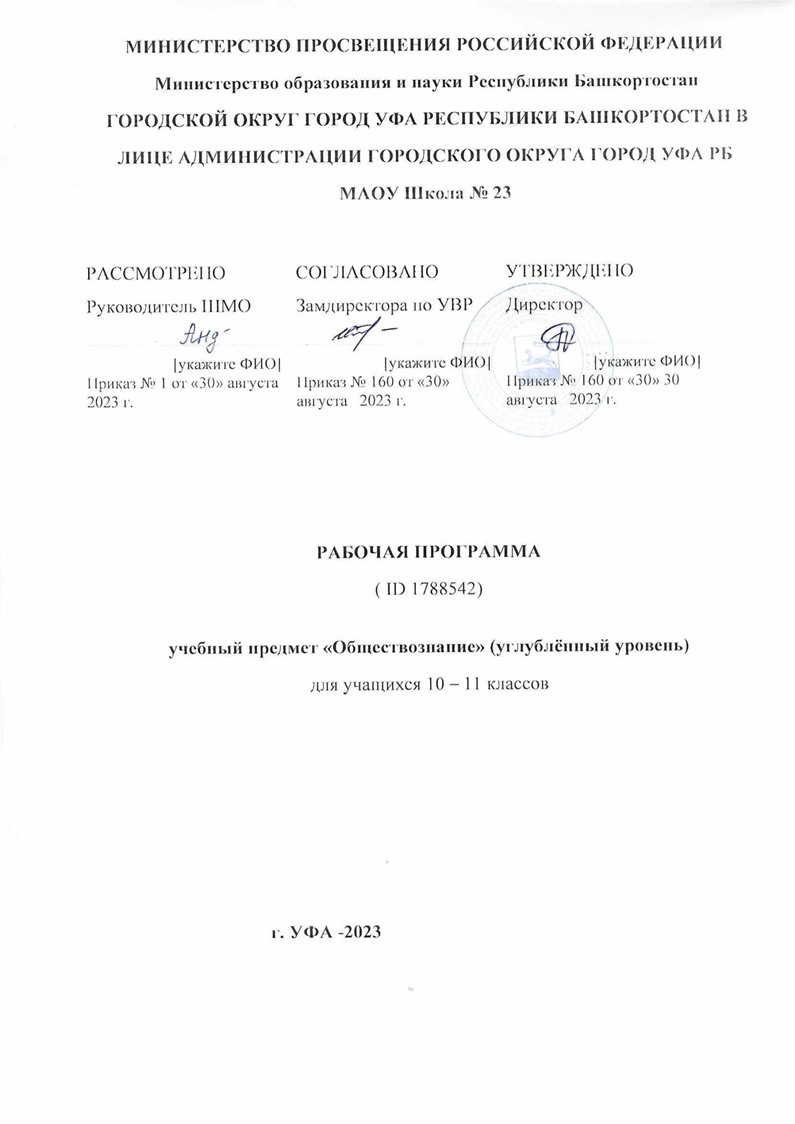 МИНИСТЕРСТВО ПРОСВЕЩЕНИЯ РОССИЙСКОЙ ФЕДЕРАЦИИ
Министерство образования и науки Республики Башкортостан
ГОРОДСКОЙ ОКРУГ ГОРОД УФА РЕСПУБЛИКИ БАШКОРТОСТАН В
ЛИЦЕ АДМИНИСТРАЦИИ ГОРОДСКОГО ОКРУГА ГОРОД УФА РБ
МАОУ Школа № 23
РАССМОТРЕНО
Руководитель ШМО
[укажите ФИО]
Приказ № 1 от «30» августа
2023 г.
СОГЛАСОВАНО
Замдиректора по УВР
[укажите ФИО]
Приказ № 160 от «30»
августа 2023 г.
УТВЕРЖДЕНО
Директор
[укажите ФИО]
Приказ № 160 от «30» 30
августа 2023 г.
РАБОЧАЯ ПРОГРАММА
( ID 1788542)
учебный предмет «Обществознание» (углублённый уровень)
для учащихся 10 – 11 классов
г. УФА -2023